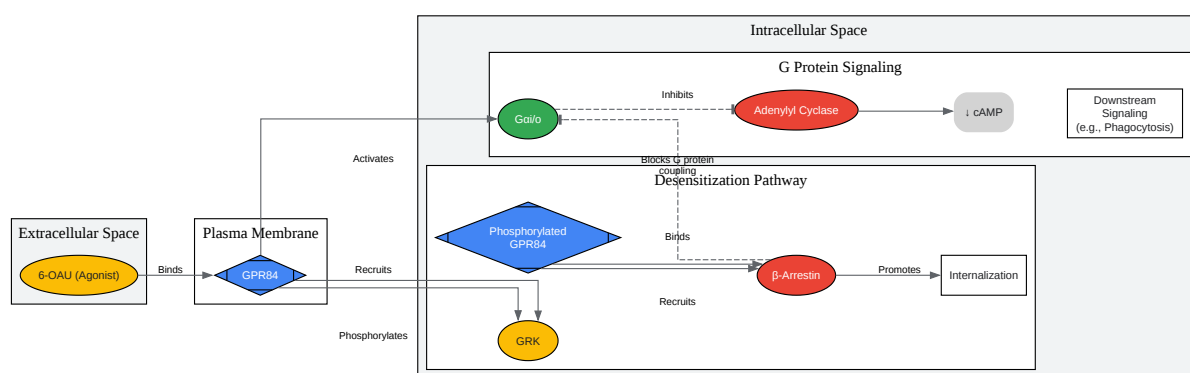 Intracellular Space
G Protein Signaling
Inhibits
Gαi/o
Adenylyl Cyclase
↓ cAMP
Downstream
Signaling
(e.g., Phagocytosis)
Activates
Blocks G protein
coupling
Desensitization Pathway
Extracellular Space
Plasma Membrane
Phosphorylated
GPR84
Binds
6-OAU (Agonist)
Binds
GPR84
Recruits
β-Arrestin
Promotes
Internalization
Recruits
Phosphorylates
GRK